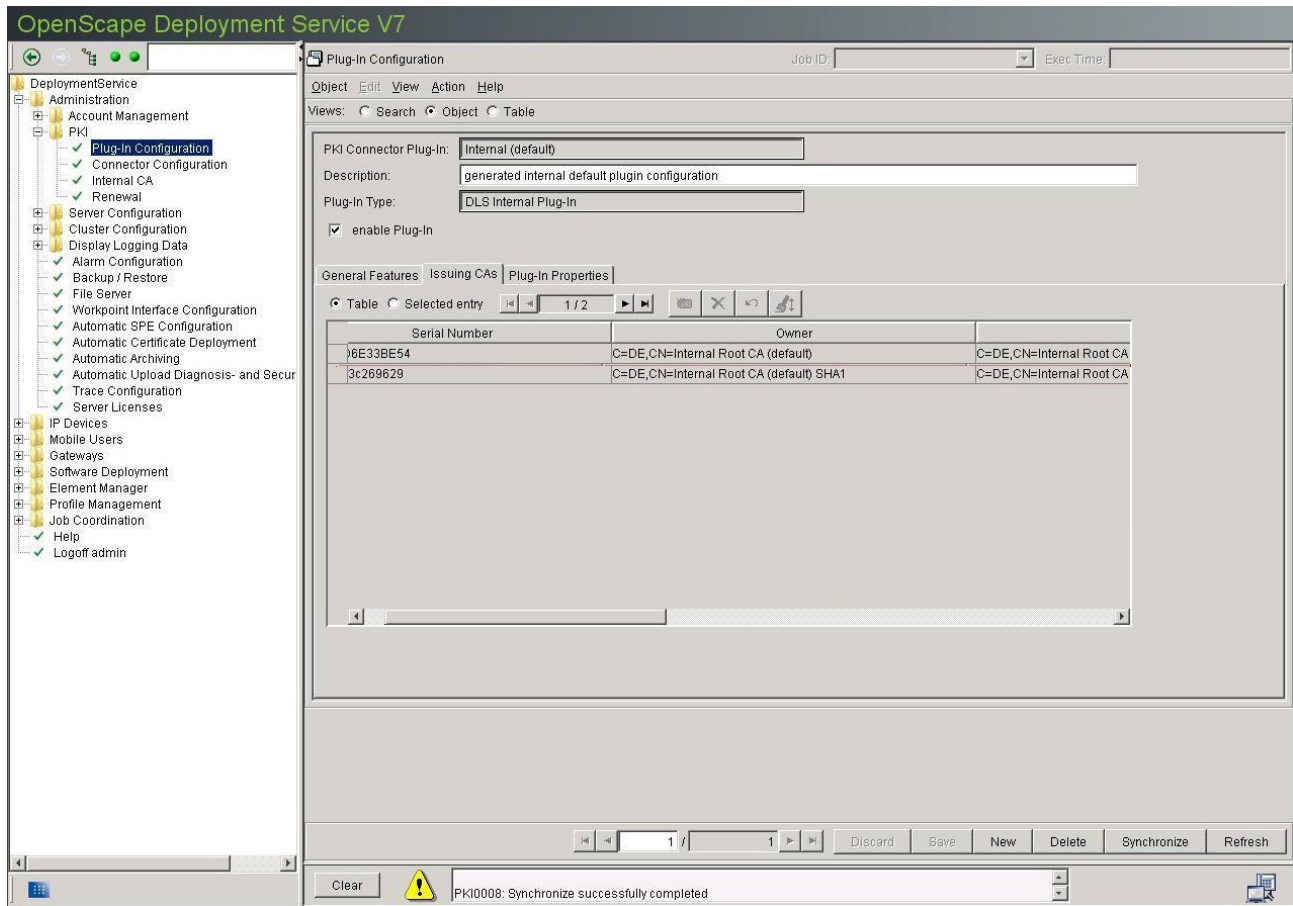 OpenScape Deployment Service V7
DeploymentService
Administration
Account Management
PKI
Plug-In Configuration
Connector Configuration
Internal CA
Renewal
Server Configuration
Cluster Configuration
Display Logging Data
Alarm Configuration
Backup / Restore
File Server
Workpoint Interface Configuration
Automatic SPE Configuration
Automatic Certificate Deployment
Automatic Archiving
Automatic Upload Diagnosis- and Secur
Trace Configuration
Server Licenses
IP Devices
Mobile Users
Gateways
Software Deployment
Element Manager
Profile Management
Job Coordination
Help
Logoff admin
Plug-In Configuration Job ID: Exec Time:
Object Edit View Action Help
Views: Search Object Table
PKI Connector Plug-In: Internal (default)
Description: generated internal default plugin configuration
Plug-In Type: DLS Internal Plug-In
enable Plug-In
General Features Issuing CAs Plug-In Properties
Table Selected entry 1 / 2
Serial Number Owner
6E33BE54 C=DE,CN=Internal Root CA (default) C=DE,CN=Internal Root CA
3c269629 C=DE,CN=Internal Root CA (default) SHA1 C=DE,CN=Internal Root CA
1 / 1 Discard Save New Delete Synchronize Refresh
Clear PKI0008: Synchronize successfully completed